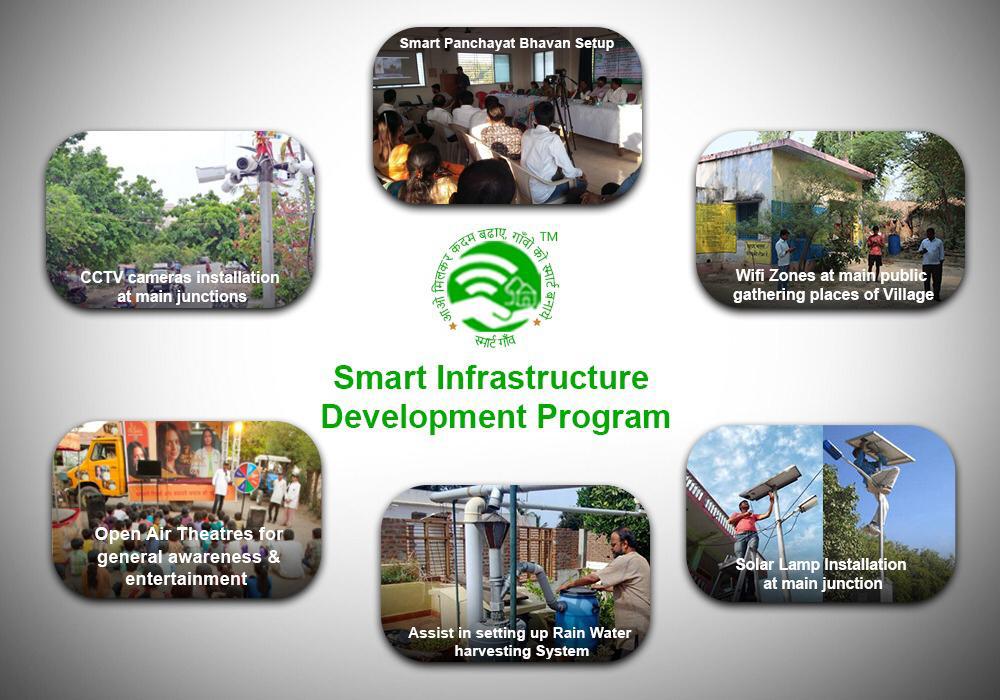 Smart Panchayat Bhavan Setup
CCTV cameras installation
at main junctions
Wifi Zones at main public
gathering places of Village
आओ मिलकर कदम बढाए, गाँवो को स्मार्ट बनाये
TM
स्मार्ट गाँव
Smart Infrastructure
Development Program
Open Air Theatres for
general awareness &
entertainment
Assist in setting up Rain Water
harvesting System
Solar Lamp Installation
at main junction